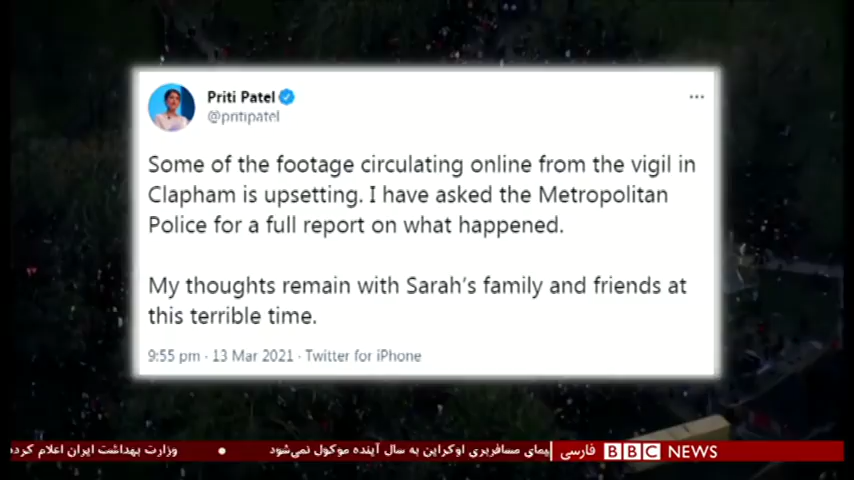 Priti Patel
@pritipatel
Some of the footage circulating online from the vigil in
Clapham is upsetting. I have asked the Metropolitan
Police for a full report on what happened.
My thoughts remain with Sarah's family and friends at
this terrible time.
9:55 pm · 13 Mar 2021 · Twitter for iPhone
BBC NEWS فارسی
یمای مسافربری اوکراین به سال آینده موکول نمی‌شود
وزارت بهداشت ایران اعلام کرده